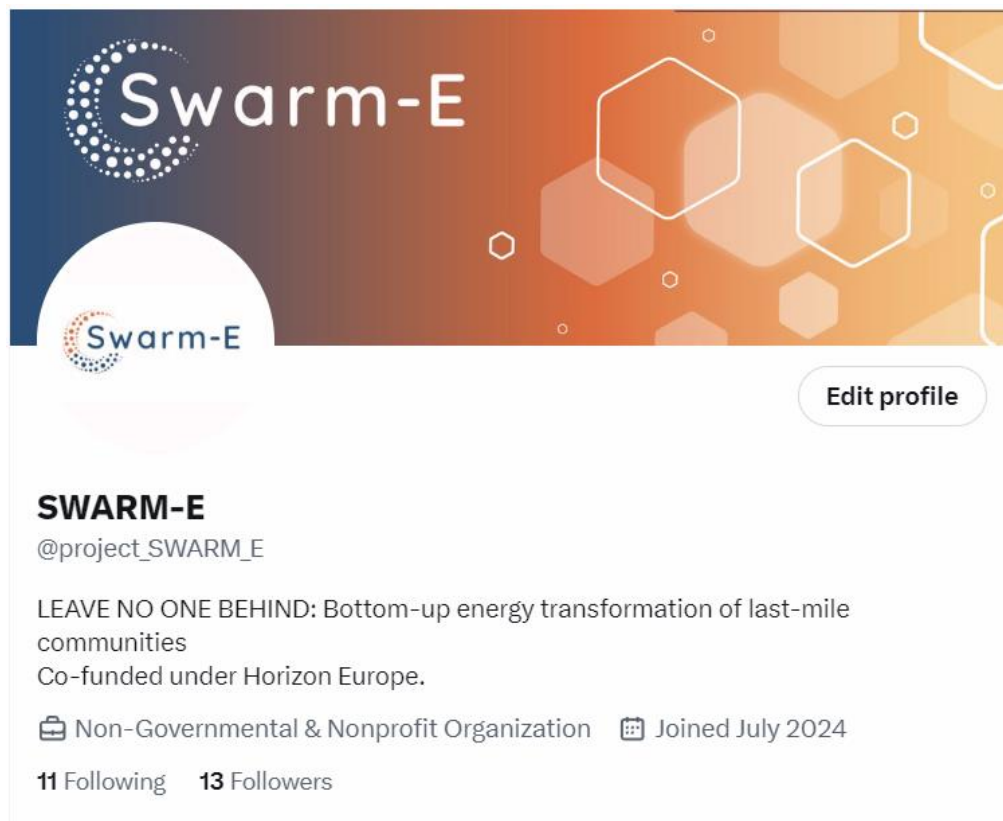 Swarm-E
Swarm-E
Edit profile
SWARM-E
@project_SWARM_E
LEAVE NO ONE BEHIND: Bottom-up energy transformation of last-mile
communities
Co-funded under Horizon Europe.
Non-Governmental & Nonprofit Organization Joined July 2024
11 Following 13 Followers